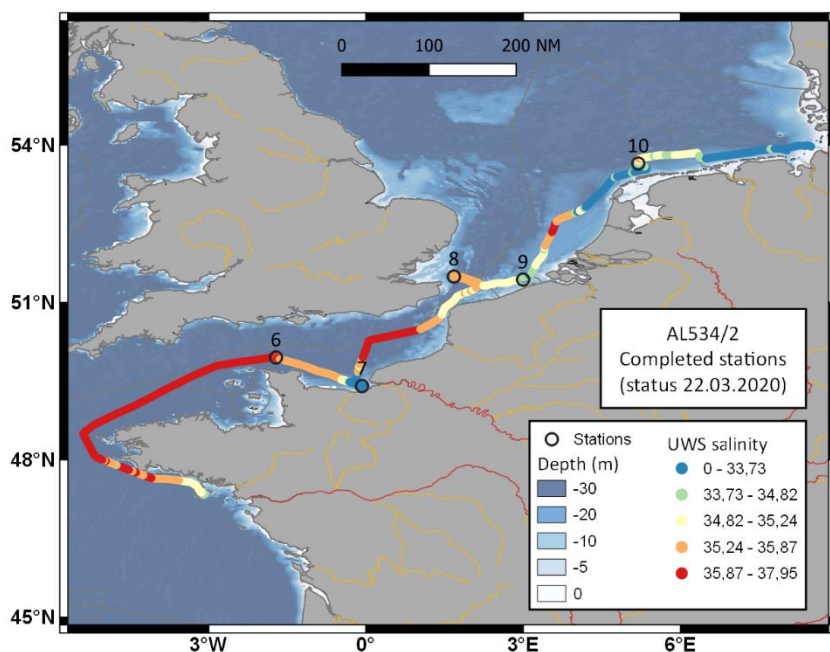 0 100 200 NM
54°N
10
8
9
51°N
6
7
AL534/2
Completed stations
(status 22.03.2020)
48°N
Stations
Depth (m)
-30
-20
-10
-5
0
UWS salinity
0 - 33,73
33,73 - 34,82
34,82 - 35,24
35,24 - 35,87
35,87 - 37,95
45°N
3°W 0° 3°E 6°E